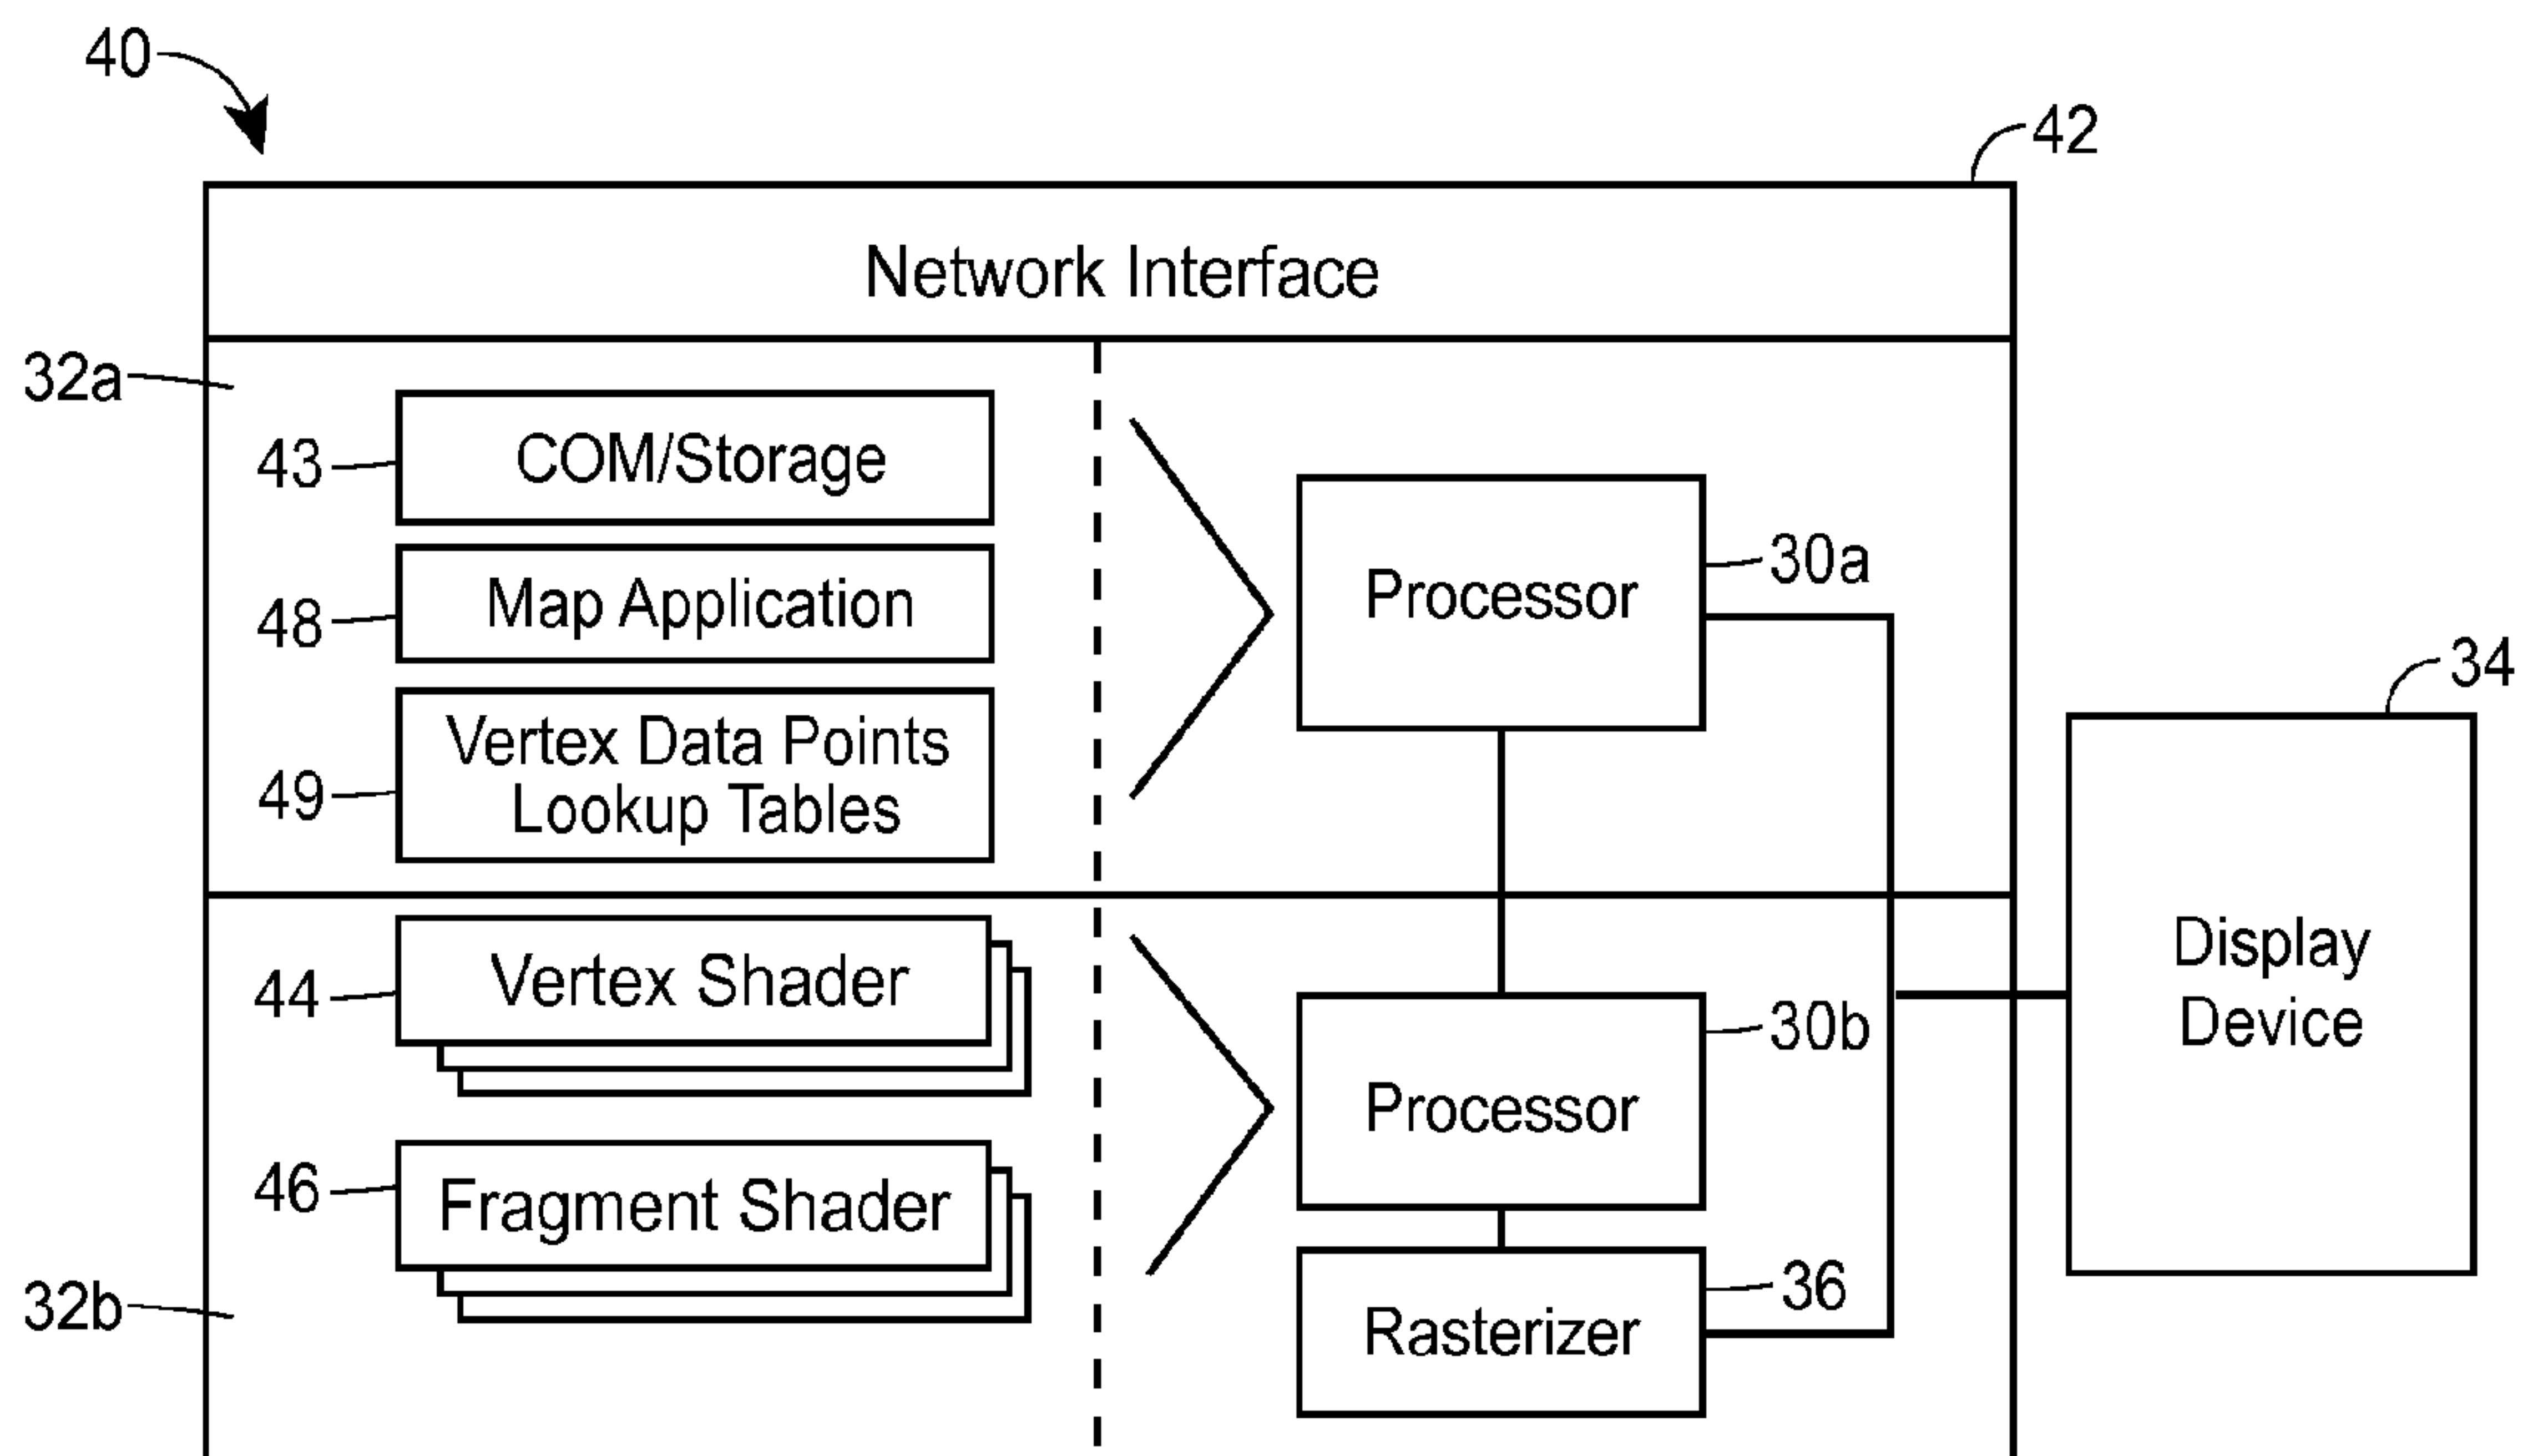 40
42
Network Interface
32a
43
COM/Storage
48
Map Application
49
Vertex Data Points
Lookup Tables
Processor
30a
34
Display
Device
44
Vertex Shader
46
Fragment Shader
32b
Processor
30b
Rasterizer
36